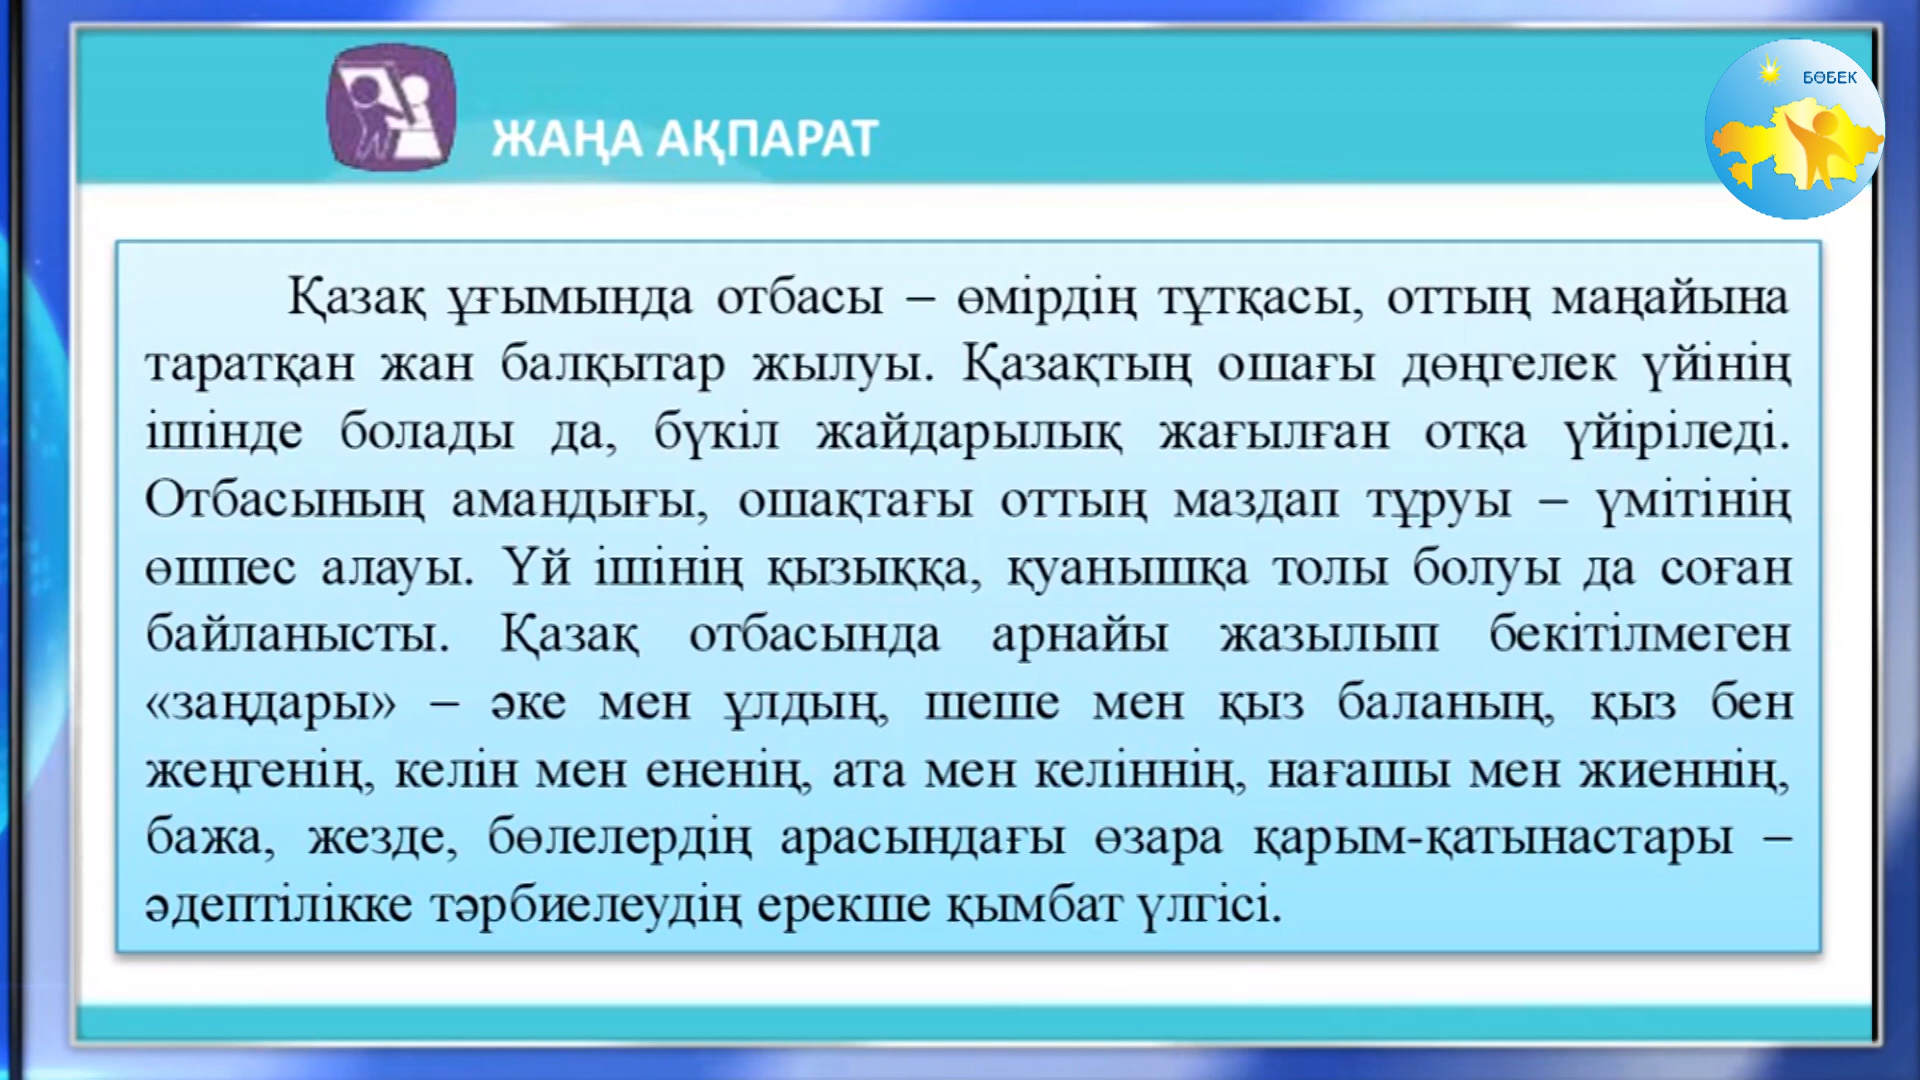 ЖАҢА АҚПАРАТ
БӨБЕК
Қазақ ұғымында отбасы – өмірдің тұтқасы, оттың маңайына
таратқан жан балқытар жылуы. Қазақтың ошағы дөңгелек үйінің
ішінде болады да, бүкіл жайдарылық жағылған отқа үйіріледі.
Отбасының амандығы, ошақтағы оттың маздап тұруы – үмітінің
өшпес алауы. Үй ішінің қызыққа, қуанышқа толы болуы да соған
байланысты. Қазақ отбасында арнайы жазылып бекітілмеген
«заңдары» – әке мен ұлдың, шеше мен қыз баланың, қыз бен
жеңгенің, келін мен ененің, ата мен келіннің, нағашы мен жиеннің,
бажа, жезде, бөлелердің арасындағы өзара қарым-қатынастары –
әдептілікке тәрбиелеудің ерекше қымбат үлгісі.